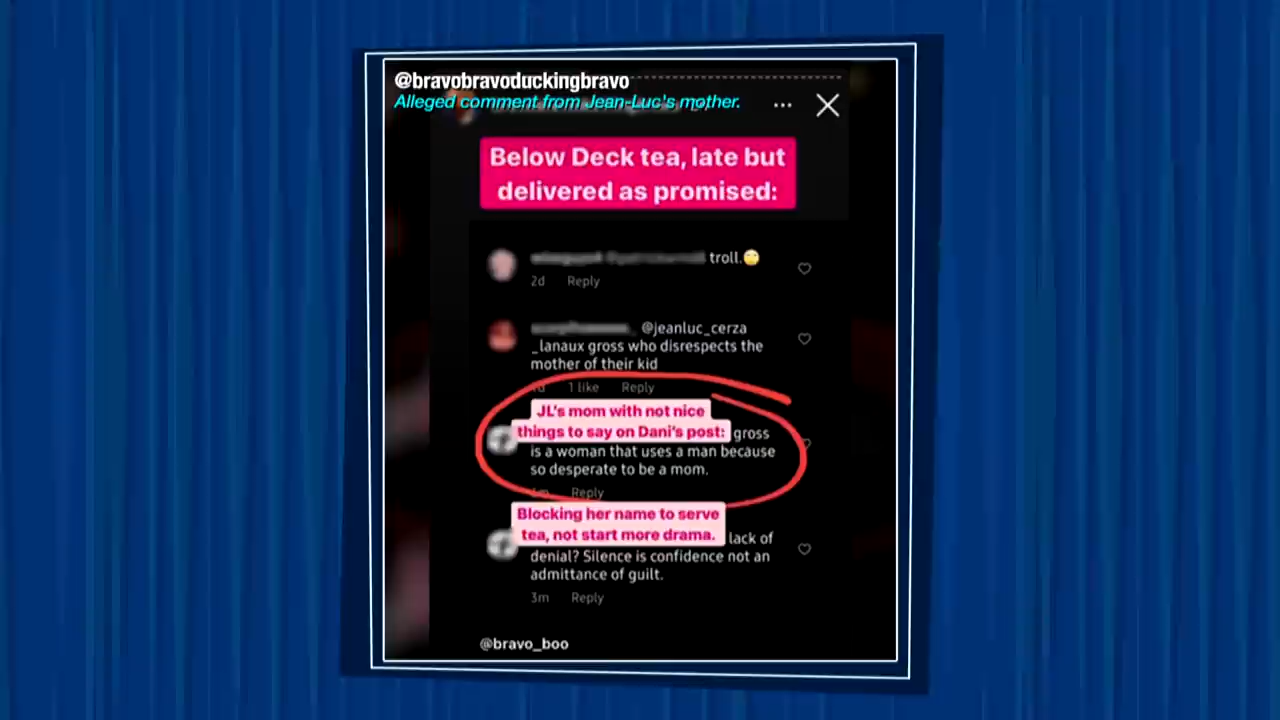 @bravobravoduckingbravo
Alleged comment from Jean-Luc's mother.
Below Deck tea, late but
delivered as promised:
troll.🙄
2d Reply
@jeanluc_cerza
_lanaux gross who disrespects the
mother of their kid
1 like Reply
JL's mom with not nice
things to say on Dani's post: gross
is a woman that uses a man because
so desperate to be a mom.
Reply
Blocking her name to serve
tea, not start more drama. lack of
denial? Silence is confidence not an
admittance of guilt.
3m Reply
@bravo_boo